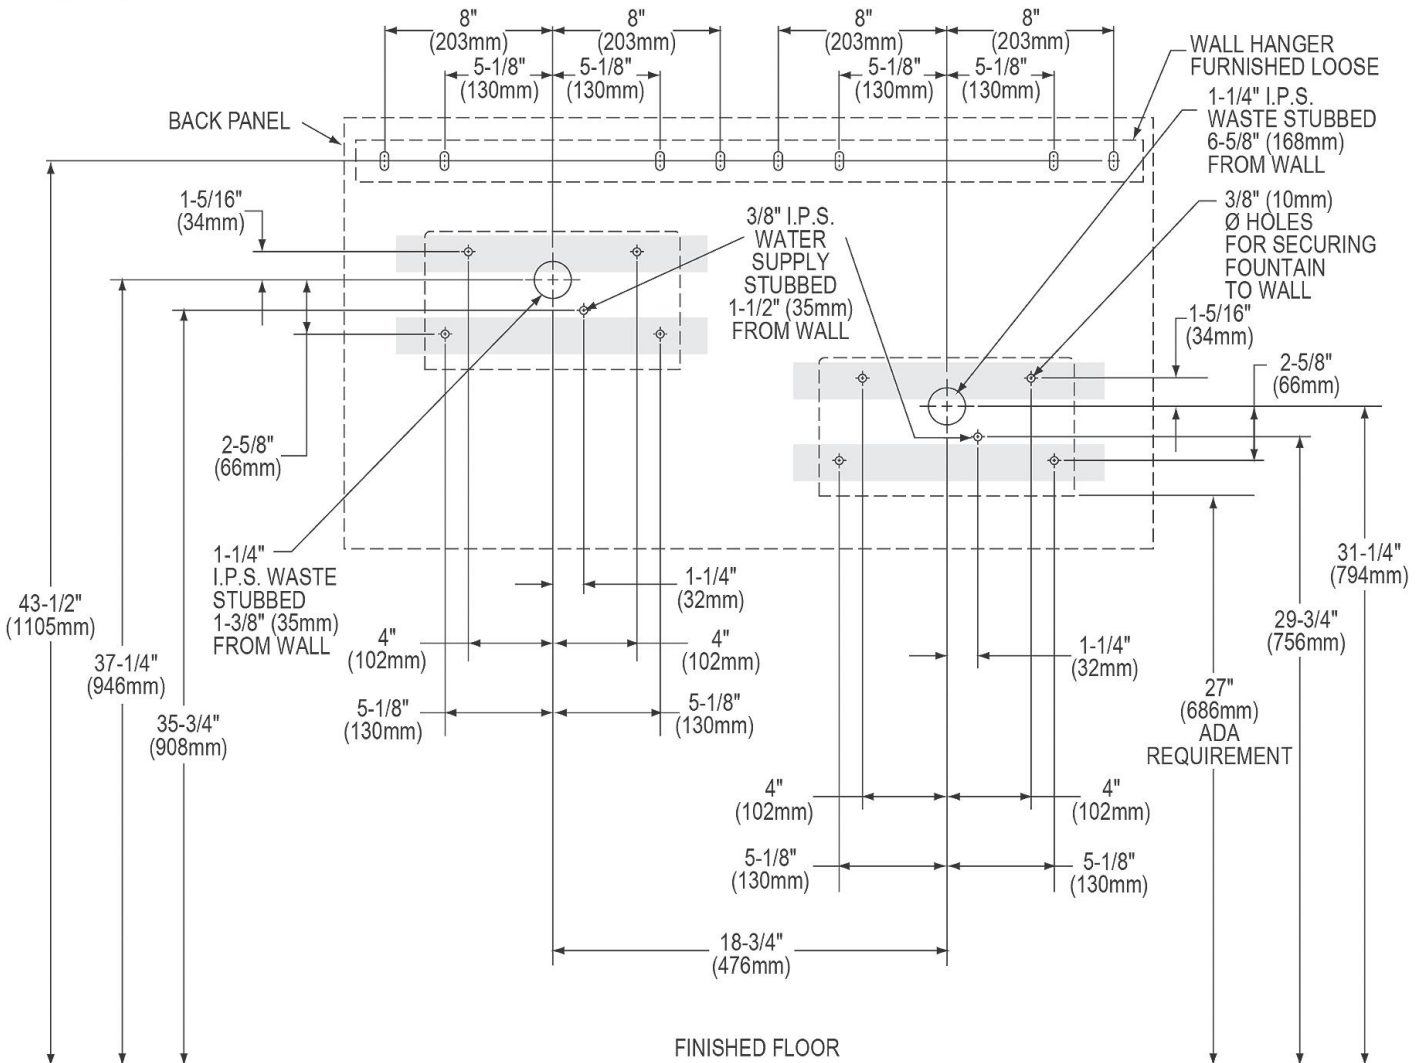 8"
(203mm)
8"
(203mm)
8"
(203mm)
8"
(203mm)
5-1/8"
(130mm)
5-1/8"
(130mm)
5-1/8"
(130mm)
5-1/8"
(130mm)
WALL HANGER
FURNISHED LOOSE
BACK PANEL
1-1/4" I.P.S.
WASTE STUBBED
6-5/8" (168mm)
FROM WALL
1-5/16"
(34mm)
3/8" I.P.S.
WATER
SUPPLY
STUBBED
1-1/2" (35mm)
FROM WALL
3/8" (10mm)
Ø HOLES
FOR SECURING
FOUNTAIN
TO WALL
1-5/16"
(34mm)
2-5/8"
(66mm)
2-5/8"
(66mm)
1-1/4"
I.P.S. WASTE
STUBBED
1-3/8" (35mm)
FROM WALL
31-1/4"
(794mm)
43-1/2"
(1105mm)
1-1/4"
(32mm)
29-3/4"
(756mm)
4"
(102mm)
4"
(102mm)
1-1/4"
(32mm)
37-1/4"
(946mm)
27"
(686mm)
ADA
REQUIREMENT
5-1/8"
(130mm)
5-1/8"
(130mm)
35-3/4"
(908mm)
4"
(102mm)
4"
(102mm)
5-1/8"
(130mm)
5-1/8"
(130mm)
18-3/4"
(476mm)
FINISHED FLOOR